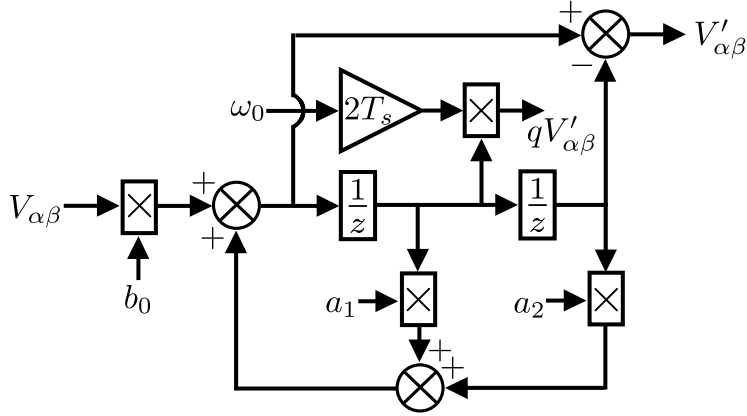 +
V′αβ
−
ω0
2Ts
×
qV′αβ
Vαβ
×
+
1/z
1/z
+
b0
a1
×
a2
×
+
+